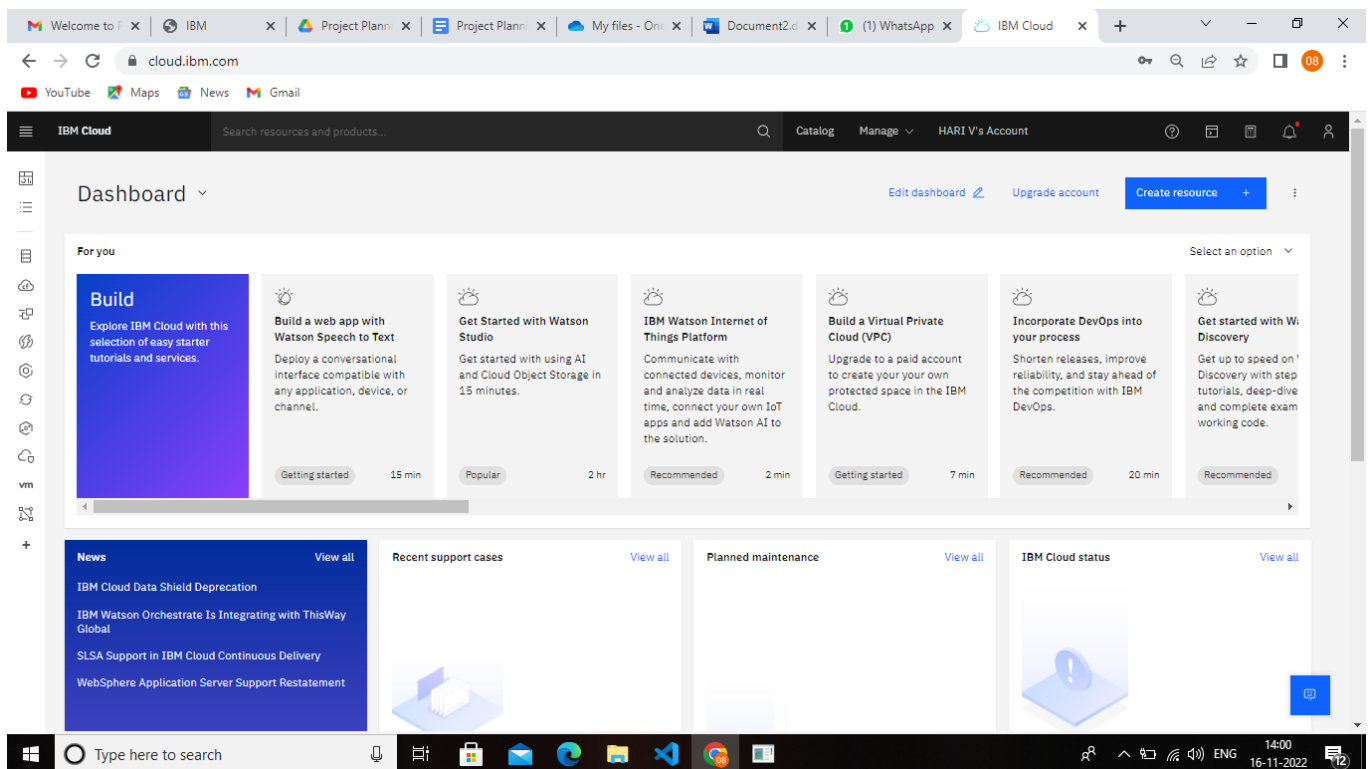 Welcome to P
IBM
Project Plann
Project Plann
My files - One
Document2.d
(1) WhatsApp
IBM Cloud
cloud.ibm.com
08
YouTube
Maps
News
Gmail
IBM Cloud
Search resources and products...
Catalog
Manage
HARI V's Account
Dashboard
Edit dashboard
Upgrade account
Create resource +
For you
Select an option
Build
Explore IBM Cloud with this
selection of easy starter
tutorials and services.
Build a web app with
Watson Speech to Text
Deploy a conversational
interface compatible with
any application, device, or
channel.
Getting started
15 min
Get Started with Watson
Studio
Get started with using AI
and Cloud Object Storage in
15 minutes.
Popular
2 hr
IBM Watson Internet of
Things Platform
Communicate with
connected devices, monitor
and analyze data in real
time, connect your own IoT
apps and add Watson AI to
the solution.
Recommended
2 min
Build a Virtual Private
Cloud (VPC)
Upgrade to a paid account
to create your your own
protected space in the IBM
Cloud.
Getting started
7 min
Incorporate DevOps into
your process
Shorten releases, improve
reliability, and stay ahead of
the competition with IBM
DevOps.
Recommended
20 min
Get started with Wa
Discovery
Get up to speed on
Discovery with step
tutorials, deep-dive
and complete exam
working code.
Recommended
vm
News
View all
IBM Cloud Data Shield Deprecation
IBM Watson Orchestrate Is Integrating with ThisWay
Global
SLSA Support in IBM Cloud Continuous Delivery
WebSphere Application Server Support Restatement
Recent support cases
View all
Planned maintenance
View all
IBM Cloud status
View all
Type here to search
ENG
14:00
16-11-2022
12